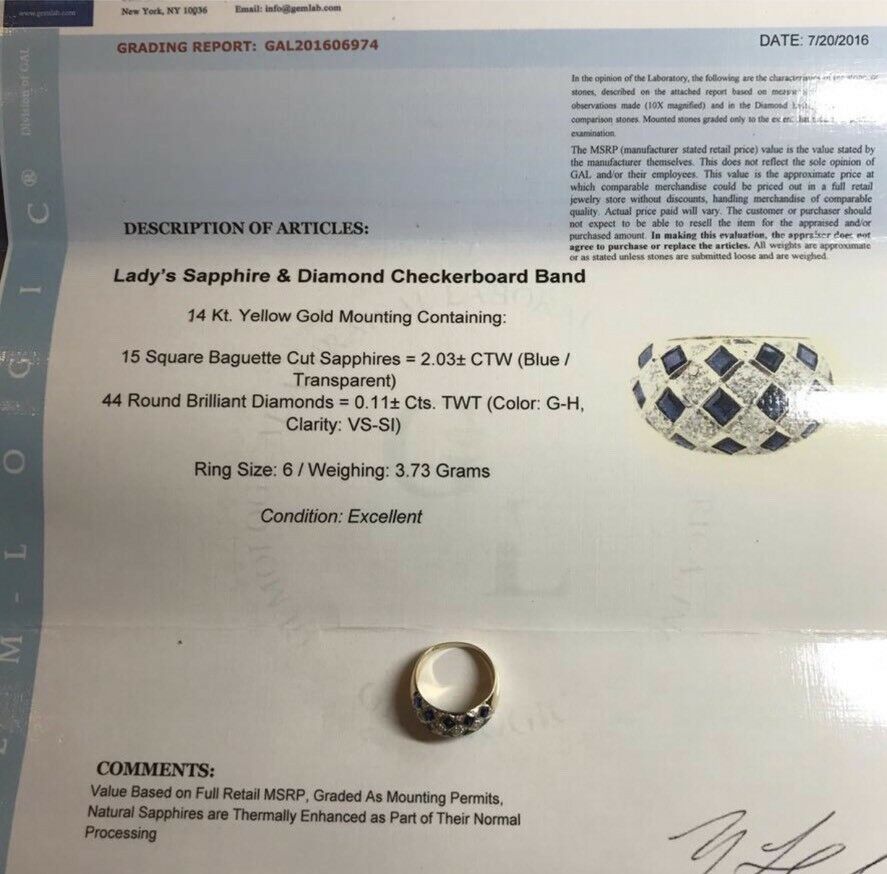 www.gemlab.com
New York, NY 10036 Email: info@gemlab.com
GRADING REPORT: GAL201606974
DATE: 7/20/2016
Division of GAL
M-LOGIC®
In the opinion of the Laboratory, the following are the
stones, described on the attached report based on
observations made (10X magnified) and in the Diamond
comparison stones. Mounted stones graded only to the
examination.
The MSRP (manufacturer stated retail price) value is the value stated by
the manufacturer themselves. This does not reflect the sole opinion of
GAL and/or their employees. This value is the approximate price at
which comparable merchandise could be priced out in a full retail
jewelry store without discounts, handling merchandise of comparable
quality. Actual price paid will vary. The customer or purchaser should
not expect to be able to resell the item for the appraised and/or
purchased amount. In making this evaluation, the appraiser does not
agree to purchase or replace the articles. All weights are approximate
or as stated unless stones are submitted loose and are weighed.
DESCRIPTION OF ARTICLES:
Lady's Sapphire & Diamond Checkerboard Band
14 Kt. Yellow Gold Mounting Containing:
15 Square Baguette Cut Sapphires = 2.03± CTW (Blue /
Transparent)
44 Round Brilliant Diamonds = 0.11± Cts. TWT (Color: G-H,
Clarity: VS-SI)
Ring Size: 6 / Weighing: 3.73 Grams
Condition: Excellent
COMMENTS:
Value Based on Full Retail MSRP, Graded As Mounting Permits,
Natural Sapphires are Thermally Enhanced as Part of Their Normal
Processing